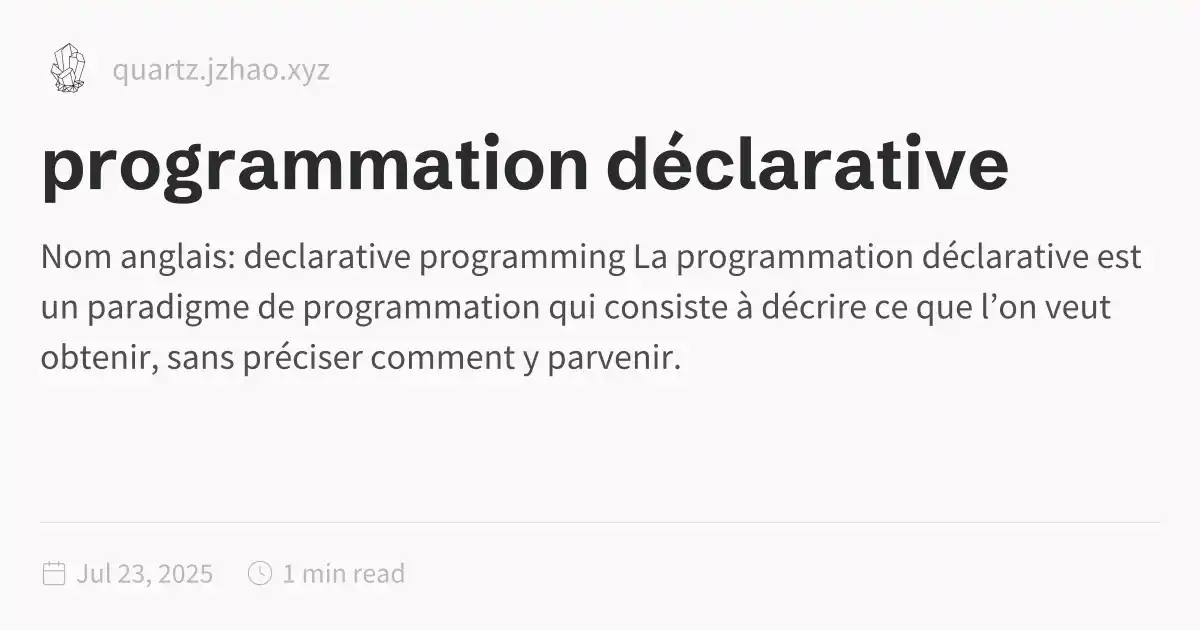 quartz.jzhao.xyz
programmation déclarative
Nom anglais: declarative programming La programmation déclarative est
un paradigme de programmation qui consiste à décrire ce que l’on veut
obtenir, sans préciser comment y parvenir.
Jul 23, 2025 1 min read